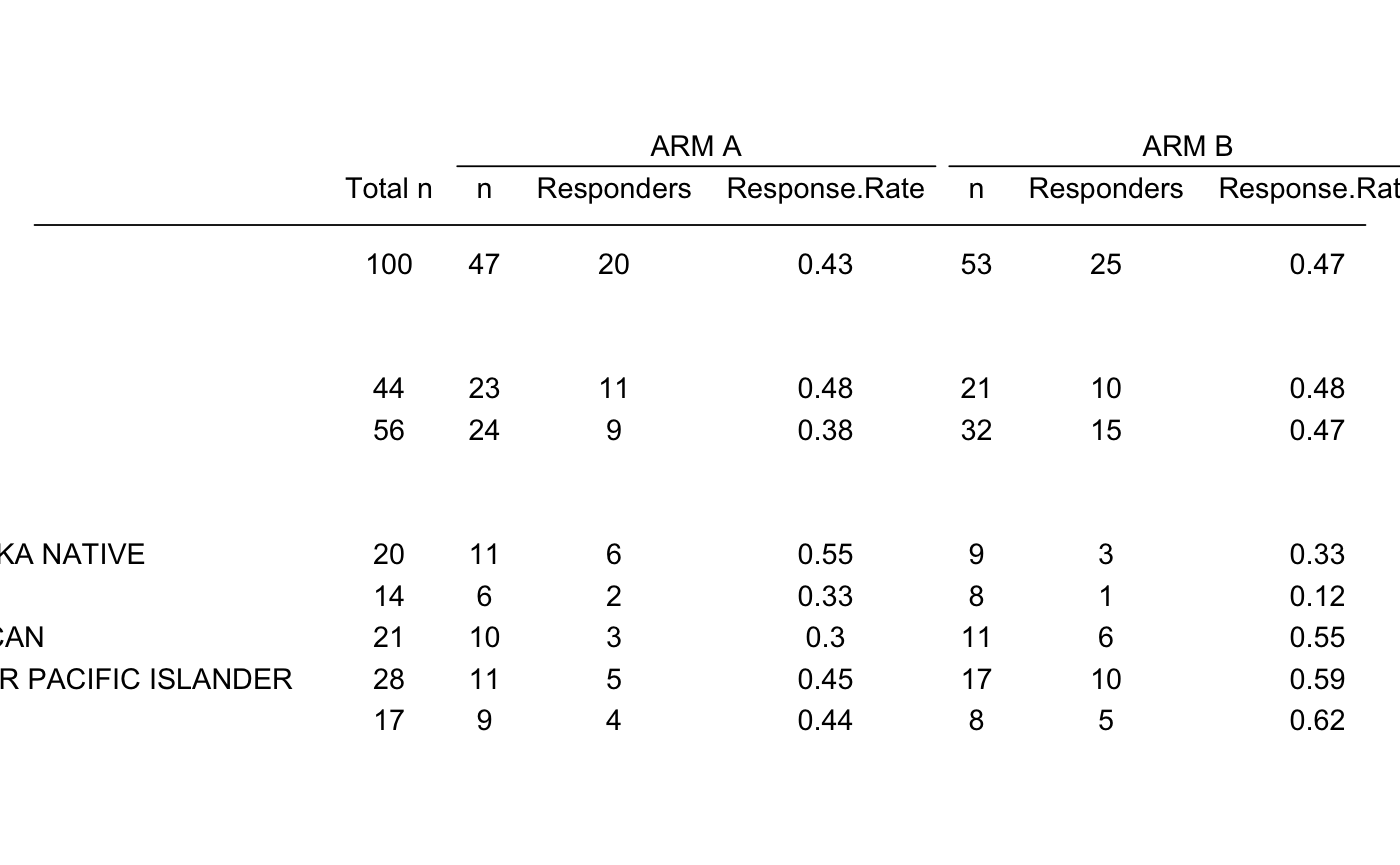 ARM A ARM B
Total n n Responders Response.Rate n Responders Response.Rat
100 47 20 0.43 53 25 0.47
44 23 11 0.48 21 10 0.48
56 24 9 0.38 32 15 0.47
KA NATIVE 20 11 6 0.55 9 3 0.33
14 6 2 0.33 8 1 0.12
CAN 21 10 3 0.3 11 6 0.55
R PACIFIC ISLANDER 28 11 5 0.45 17 10 0.59
17 9 4 0.44 8 5 0.62